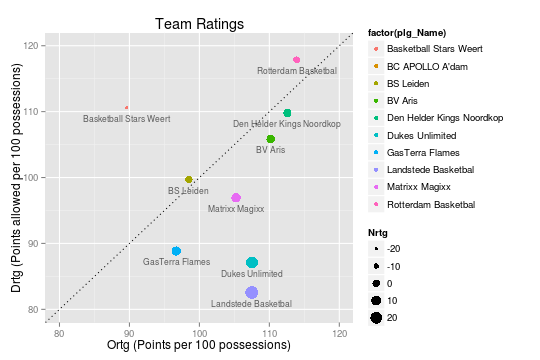 Team Ratings
Drtg (Points allowed per 100 possessions)
120
110
100
90
80
Rotterdam Basketbal
Basketball Stars Weert
Den Helder Kings Noordkop
BV Aris
BS Leiden
Matrixx Magixx
GasTerra Flames
Dukes Unlimited
Landstede Basketbal
80 90 100 110 120
Ortg (Points per 100 possessions)
factor(plg_Name)
Basketball Stars Weert
BC APOLLO A'dam
BS Leiden
BV Aris
Den Helder Kings Noordkoop
Dukes Unlimited
GasTerra Flames
Landstede Basketbal
Matrixx Magixx
Rotterdam Basketbal
Nrtg
-20
-10
0
10
20